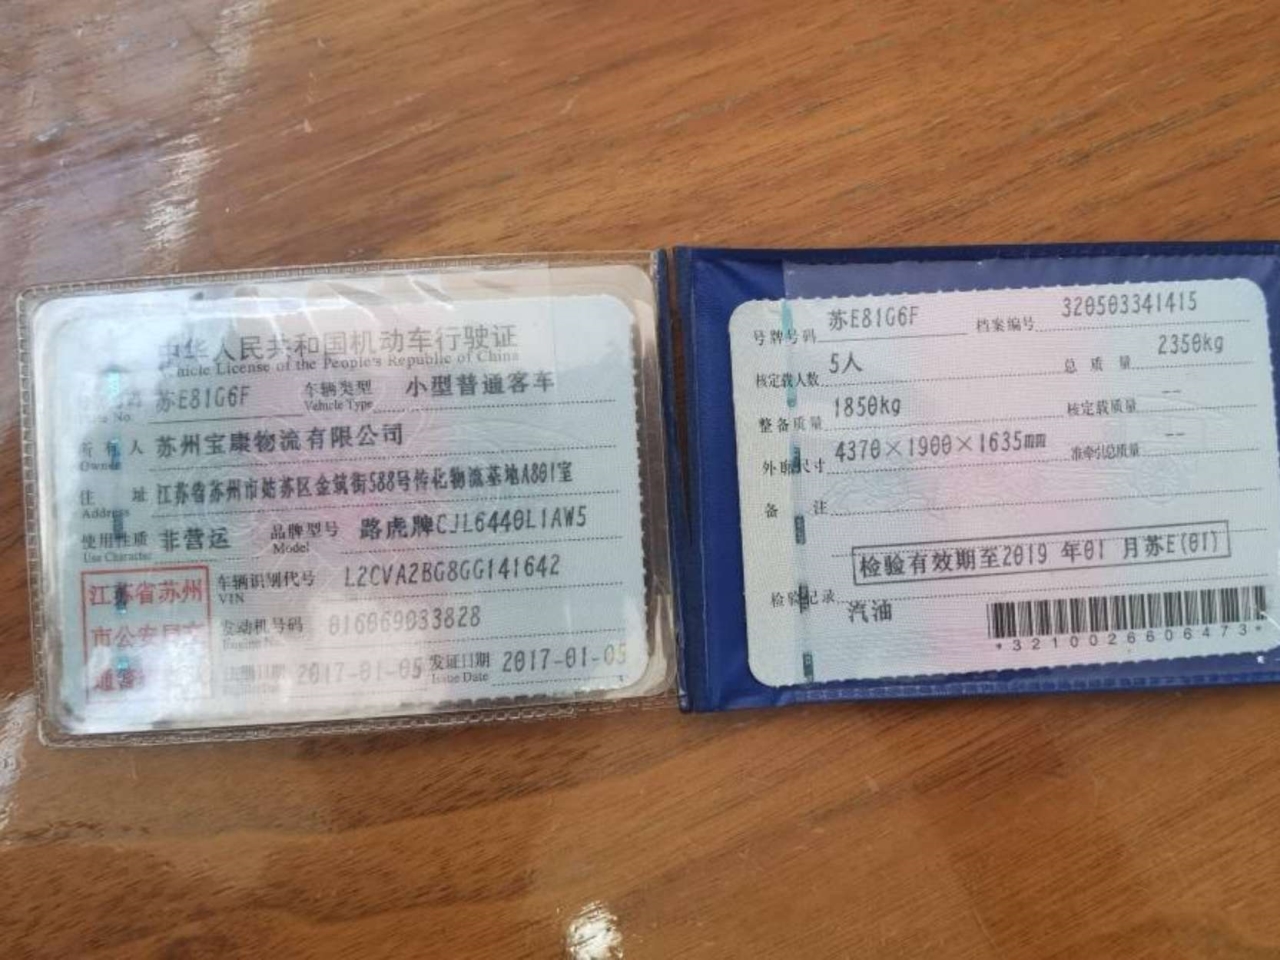 中华人民共和国机动车行驶证
Vehicle License of the People's Republic of China
苏E81G6F 车辆类型 小型普通客车
Vehicle Type
所有人 苏州宝康物流有限公司
Owner
住址 江苏省苏州市姑苏区金筑街588号传化物流基地A801室
Address
使用性质 非营运 品牌型号 路虎牌CJL6440L1AW5
Use Character Model
江苏省苏州
市公安局交
车辆识别代号 L2CVA2BG8GG141642
VIN
发动机号码 016069033828
Engine No.
注册日期 2017-01-05 发证日期 2017-01-05
Issue Date
号牌号码 苏E81G6F 档案编号 320503341415
核定载人数 5人 总质量 2350kg
整备质量 1850kg 核定载质量 --
外廓尺寸 4370×1900×1635mm 准牵引总质量 --
备注
检验有效期至2019 年01 月苏E(01)
检验记录
汽油
*3210026606473*